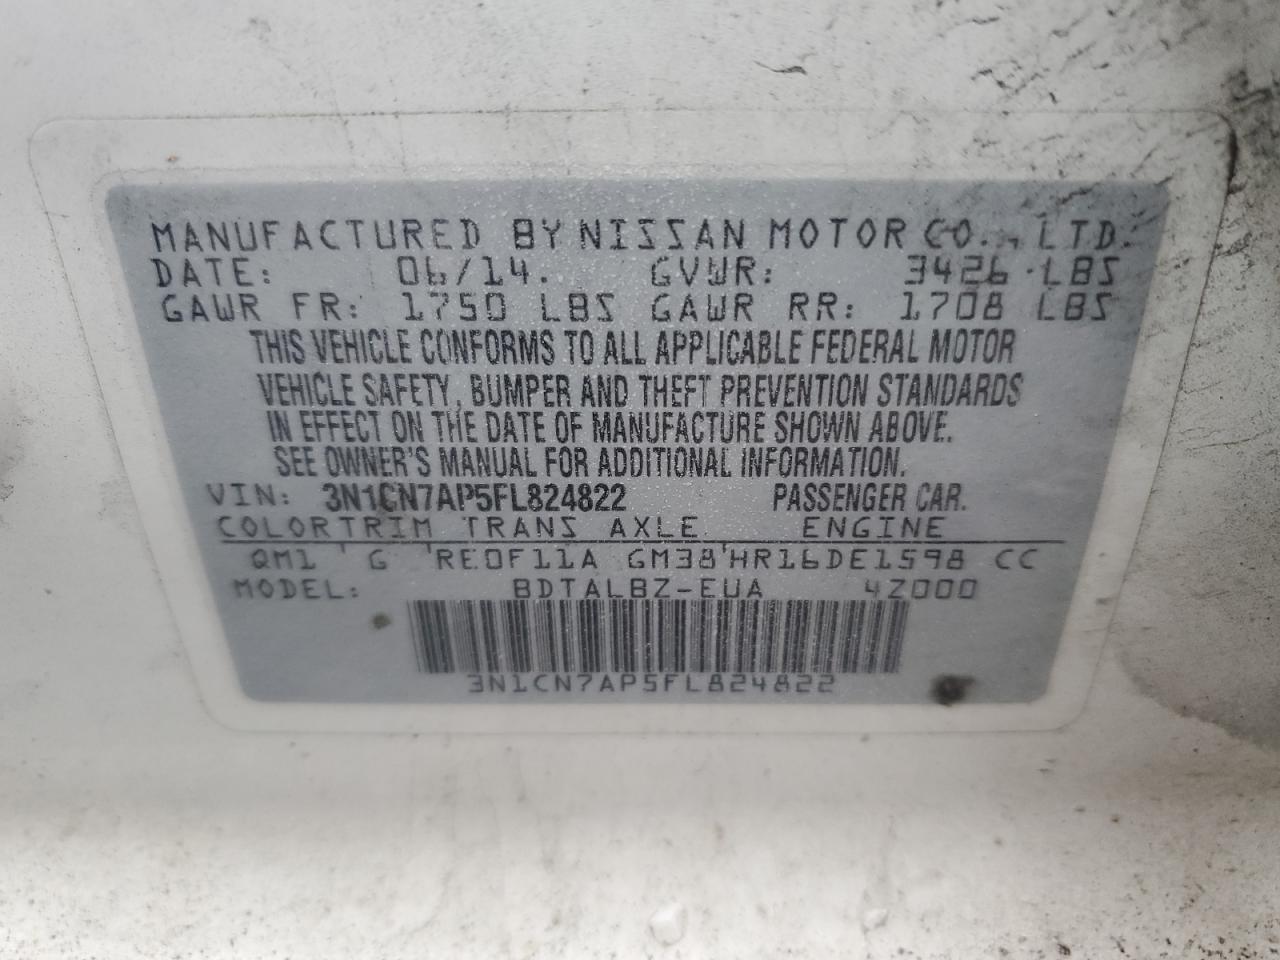 MANUFACTURED BY NISSAN MOTOR CO., LTD.
DATE: 06/14. GVWR: 3426 LBS
GAWR FR: 1750 LBS GAWR RR: 1708 LBS
THIS VEHICLE CONFORMS TO ALL APPLICABLE FEDERAL MOTOR
VEHICLE SAFETY, BUMPER AND THEFT PREVENTION STANDARDS
IN EFFECT ON THE DATE OF MANUFACTURE SHOWN ABOVE.
SEE OWNER'S MANUAL FOR ADDITIONAL INFORMATION.
VIN: 3N1CN7AP5FL824822 PASSENGER CAR.
COLOR TRIM TRANS AXLE ENGINE
QM1 ' G ' RE0F11A GM38 ' HR16DE1598 CC
MODEL: BDTALBZ-EUA 4Z000
3N1CN7AP5FL824822